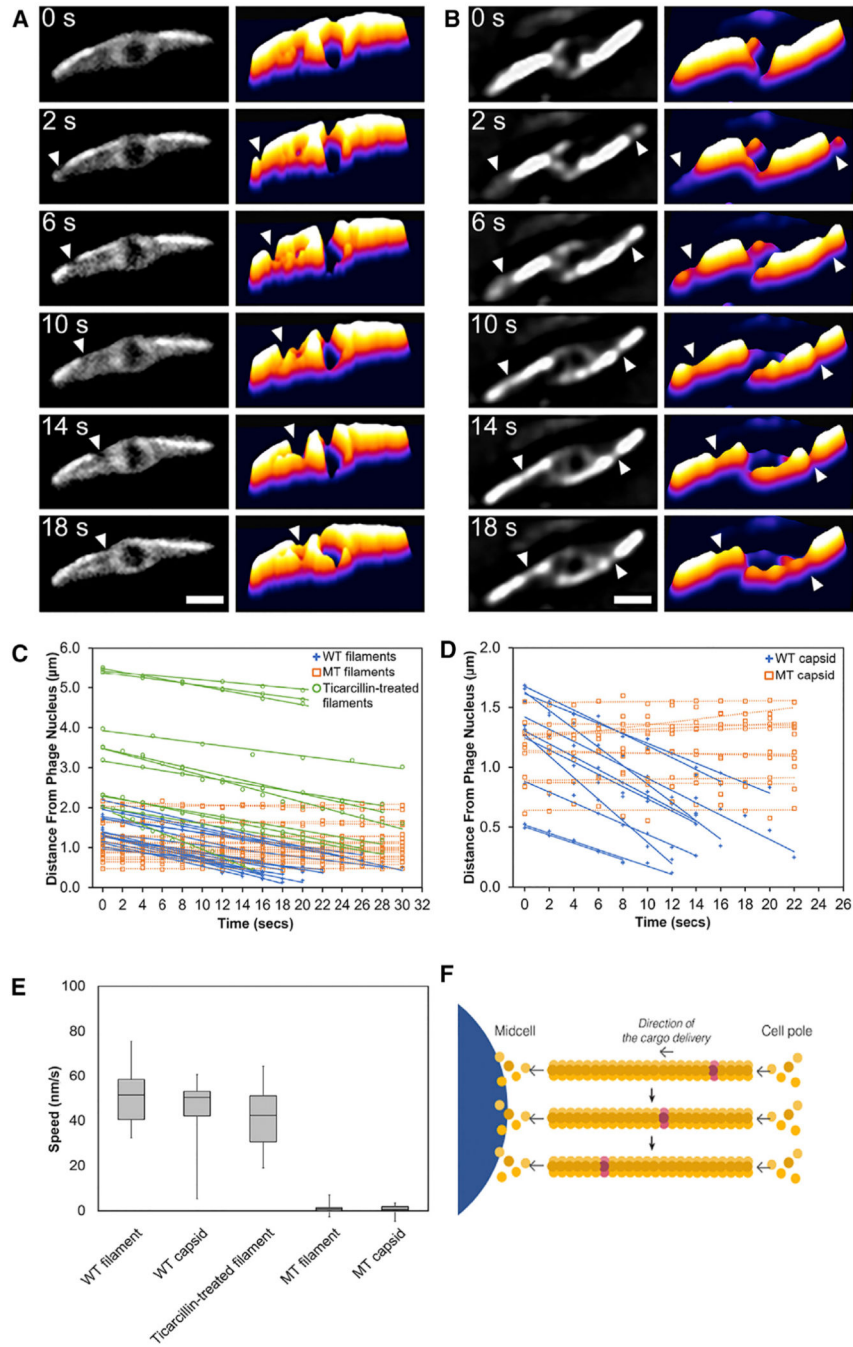 A
0 s
2 s
6 s
10 s
14 s
18 s
B
0 s
2 s
6 s
10 s
14 s
18 s
C
Distance From Phage Nucleus (µm)
6.0
5.0
4.0
3.0
2.0
1.0
0.0
WT filaments
MT filaments
Ticarcillin-treated
filaments
0 2 4 6 8 10 12 14 16 18 20 22 24 26 28 30 32
Time (secs)
D
Distance From Phage Nucleus (µm)
2.0
1.5
1.0
0.5
0.0
WT capsid
MT capsid
0 2 4 6 8 10 12 14 16 18 20 22 24 26
Time (secs)
E
Speed (nm/s)
100
80
60
40
20
0
WT filament
WT capsid
Ticarcillin-treated filament
MT filament
MT capsid
F
Midcell
Direction of
the cargo delivery
Cell pole